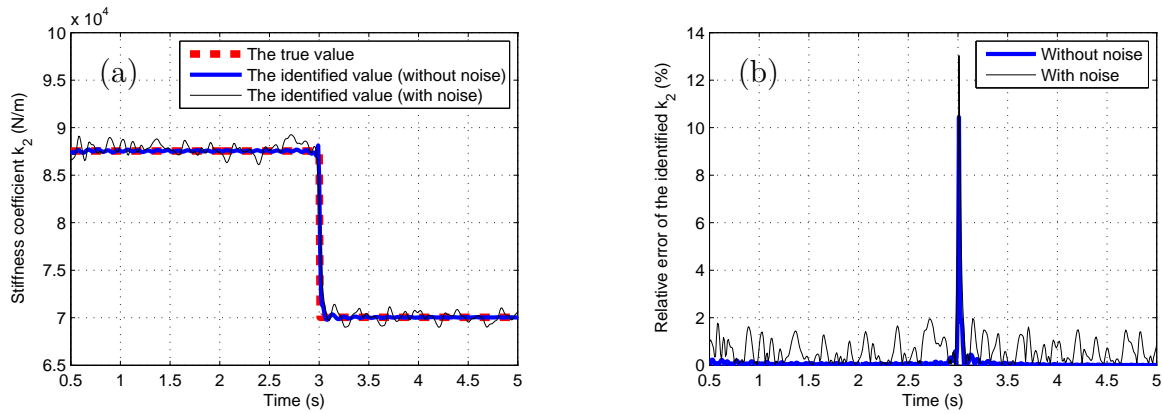 x 10⁴
10
9.5
9
8.5
8
7.5
7
6.5
0.5 1 1.5 2 2.5 3 3.5 4 4.5 5
Time (s)
Stiffness coefficient k₂ (N/m)
(a)
The true value
The identified value (without noise)
The identified value (with noise)
14
12
10
8
6
4
2
0
0.5 1 1.5 2 2.5 3 3.5 4 4.5 5
Time (s)
Relative error of the identified k₂ (%)
(b)
Without noise
With noise